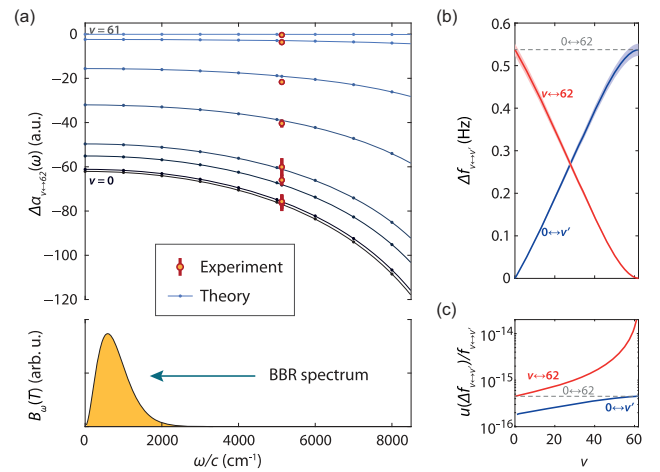 (a)
v = 61
v = 0
0
−20
−40
−60
−80
−100
−120
Δα_{v↔62}(ω) (a.u.)
Experiment
Theory
B_ω(T) (arb. u.)
BBR spectrum
0
2000
4000
6000
8000
ω/c (cm⁻¹)
(b)
0.6
0.5
0.4
0.3
0.2
0.1
0
Δf_{v↔v′} (Hz)
0↔62
v↔62
0↔v′
(c)
10⁻¹⁴
10⁻¹⁵
10⁻¹⁶
u(Δf_{v↔v′})/f_{v↔v′}
v↔62
0↔62
0↔v′
0
20
40
60
v